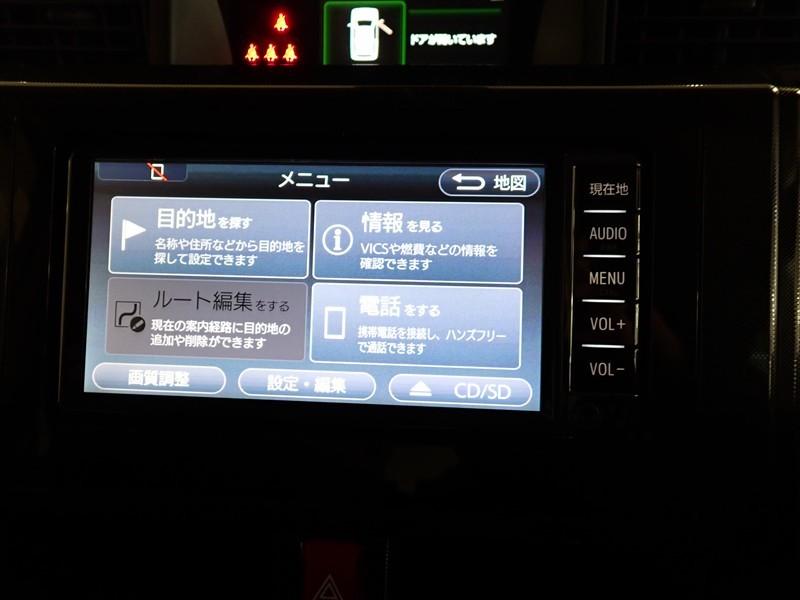 ドアが開いています
メニュー
地図
目的地を探す
名称や住所などから目的地を
探して設定できます
情報を見る
VICSや燃費などの情報を
確認できます
ルート編集をする
現在の案内経路に目的地の
追加や削除ができます
電話をする
携帯電話を接続し、ハンズフリー
で通話できます
画質調整
設定・編集
CD/SD
現在地
AUDIO
MENU
VOL+
VOL-